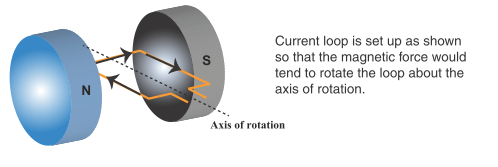 N
S
Axis of rotation
Current loop is set up as shown
so that the magnetic force would
tend to rotate the loop about the
axis of rotation.